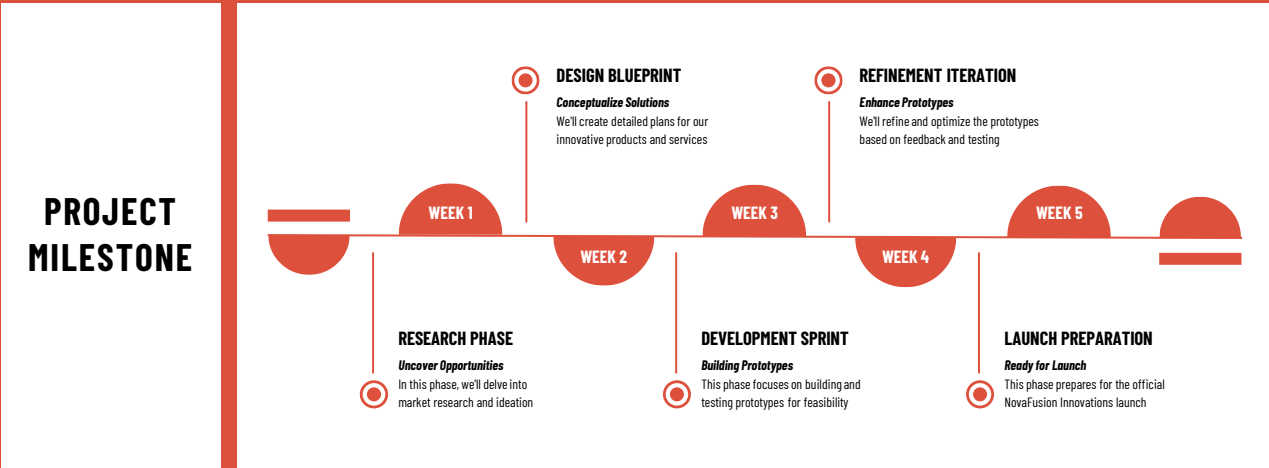 PROJECT
MILESTONE
DESIGN BLUEPRINT
Conceptualize Solutions
We'll create detailed plans for our
innovative products and services
REFINEMENT ITERATION
Enhance Prototypes
We'll refine and optimize the prototypes
based on feedback and testing
WEEK 1
WEEK 2
WEEK 3
WEEK 4
WEEK 5
RESEARCH PHASE
Uncover Opportunities
In this phase, we'll delve into
market research and ideation
DEVELOPMENT SPRINT
Building Prototypes
This phase focuses on building and
testing prototypes for feasibility
LAUNCH PREPARATION
Ready for Launch
This phase prepares for the official
NovaFusion Innovations launch